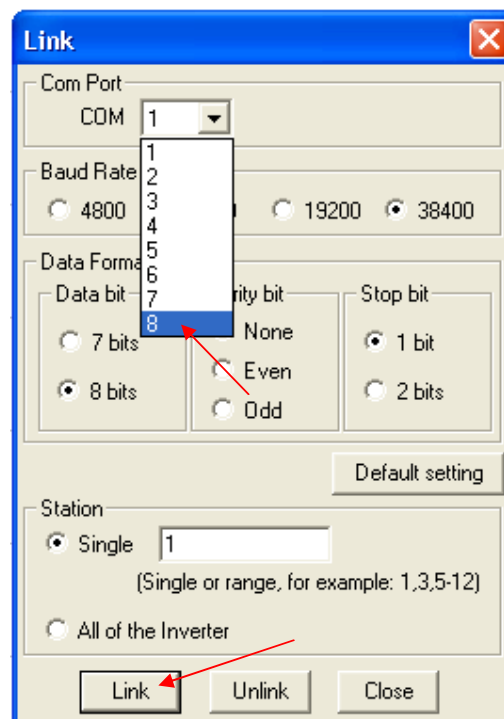 Link
Com Port
COM 1
1
2
3
4
5
6
7
8
Baud Rate
4800 19200 38400
Data Forma
Data bit rity bit Stop bit
7 bits None 1 bit
8 bits Even 2 bits
Odd
Default setting
Station
Single 1
(Single or range, for example: 1,3,5-12)
All of the Inverter
Link Unlink Close